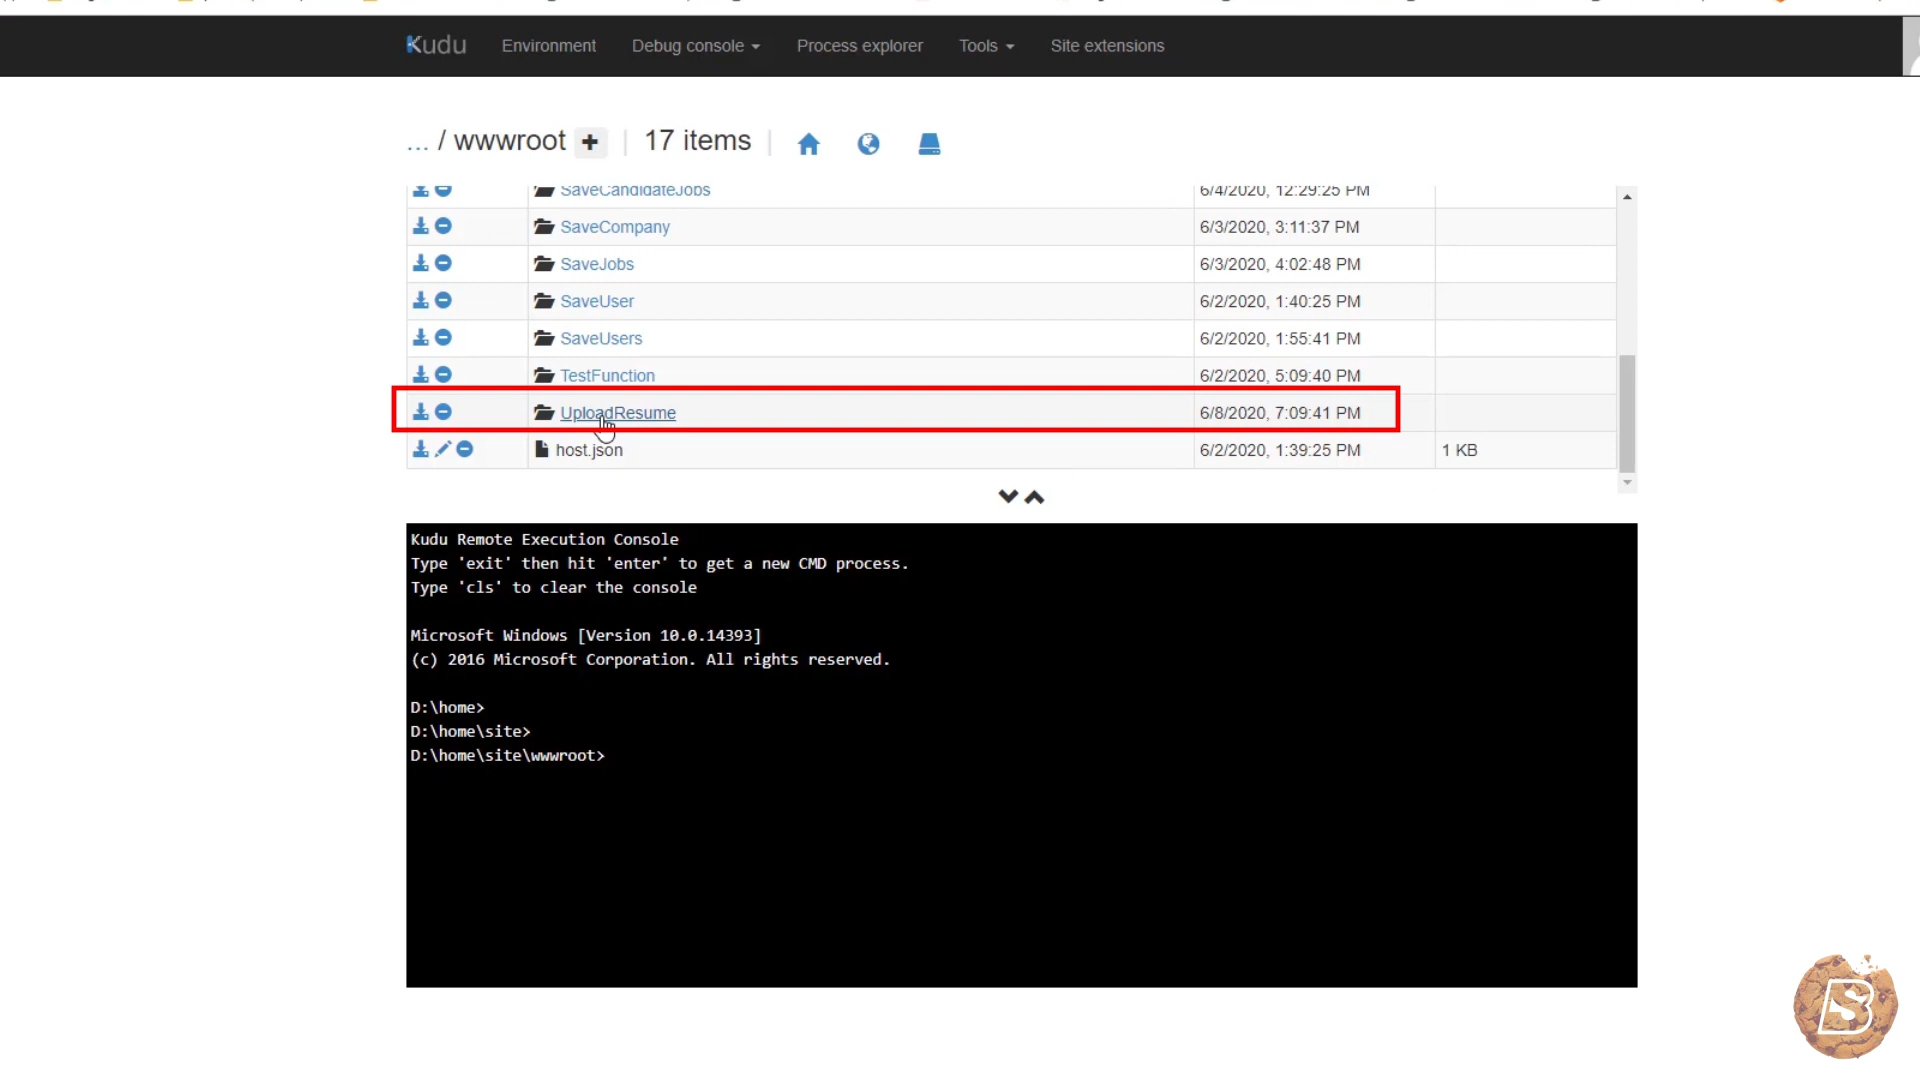 Kudu Environment Debug console Process explorer Tools Site extensions
... / wwwroot + | 17 items |
SaveCandidateJobs 6/4/2020, 12:29:25 PM
SaveCompany 6/3/2020, 3:11:37 PM
SaveJobs 6/3/2020, 4:02:48 PM
SaveUser 6/2/2020, 1:40:25 PM
SaveUsers 6/2/2020, 1:55:41 PM
TestFunction 6/2/2020, 5:09:40 PM
UploadResume 6/8/2020, 7:09:41 PM
host.json 6/2/2020, 1:39:25 PM 1 KB
Kudu Remote Execution Console
Type 'exit' then hit 'enter' to get a new CMD process.
Type 'cls' to clear the console
Microsoft Windows [Version 10.0.14393]
(c) 2016 Microsoft Corporation. All rights reserved.
D:\home>
D:\home\site>
D:\home\site\wwwroot>